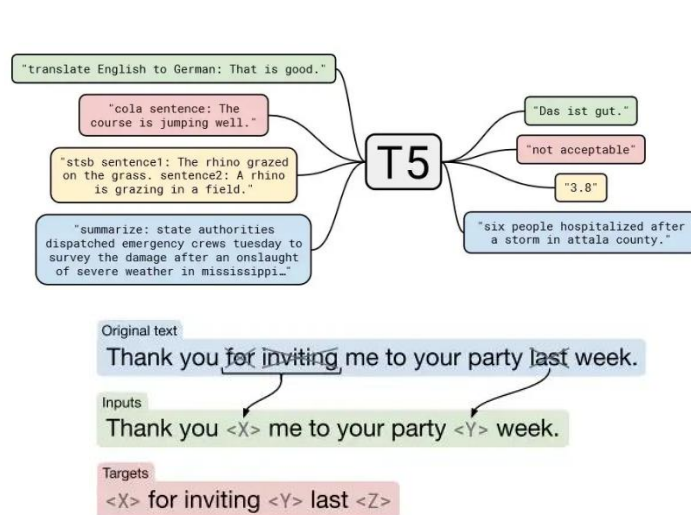 "translate English to German: That is good."
"cola sentence: The
course is jumping well."
"stsb sentence1: The rhino grazed
on the grass. sentence2: A rhino
is grazing in a field."
"summarize: state authorities
dispatched emergency crews tuesday to
survey the damage after an onslaught
of severe weather in mississippi…"
T5
"Das ist gut."
"not acceptable"
"3.8"
"six people hospitalized after
a storm in attala county."
Original text
Thank you for inviting me to your party last week.
Inputs
Thank you <X> me to your party <Y> week.
Targets
<X> for inviting <Y> last <Z>